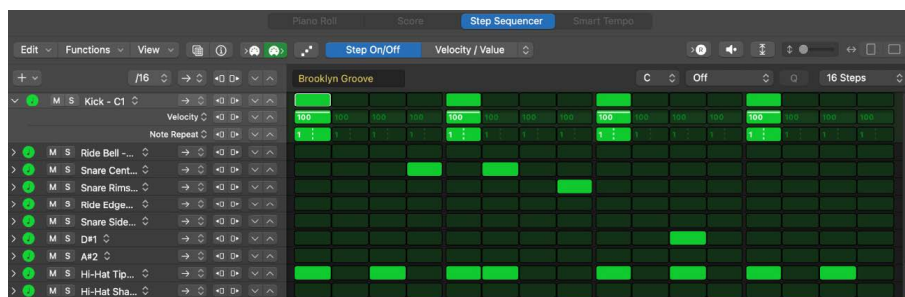 Piano Roll Score Step Sequencer Smart Tempo
Edit Functions View Step On/Off Velocity / Value
/16 Brooklyn Groove C Off Q 16 Steps
M S Kick - C1
Velocity 100 100 100 100 100 100 100 100 100 100 100 100 100 100 100 100
Note Repeat 1 1 1 1 1 1 1 1 1 1 1 1 1 1 1 1
M S Ride Bell -...
M S Snare Cent...
M S Snare Rims...
M S Ride Edge...
M S Snare Side...
M S D#1
M S A#2
M S Hi-Hat Tip...
M S Hi-Hat Sha...